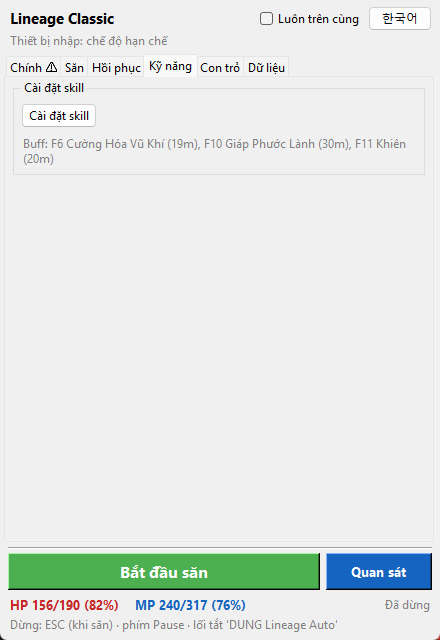 Lineage Classic
Luôn trên cùng
한국어
Thiết bị nhập: chế độ hạn chế
Chính ⚠ Săn Hồi phục Kỹ năng Con trỏ Dữ liệu
Cài đặt skill
Cài đặt skill
Buff: F6 Cường Hóa Vũ Khí (19m), F10 Giáp Phước Lành (30m), F11 Khiên
(20m)
Bắt đầu săn
Quan sát
HP 156/190 (82%) MP 240/317 (76%)
Đã dừng
Dừng: ESC (khi săn) · phím Pause · lối tắt 'DUNG Lineage Auto'